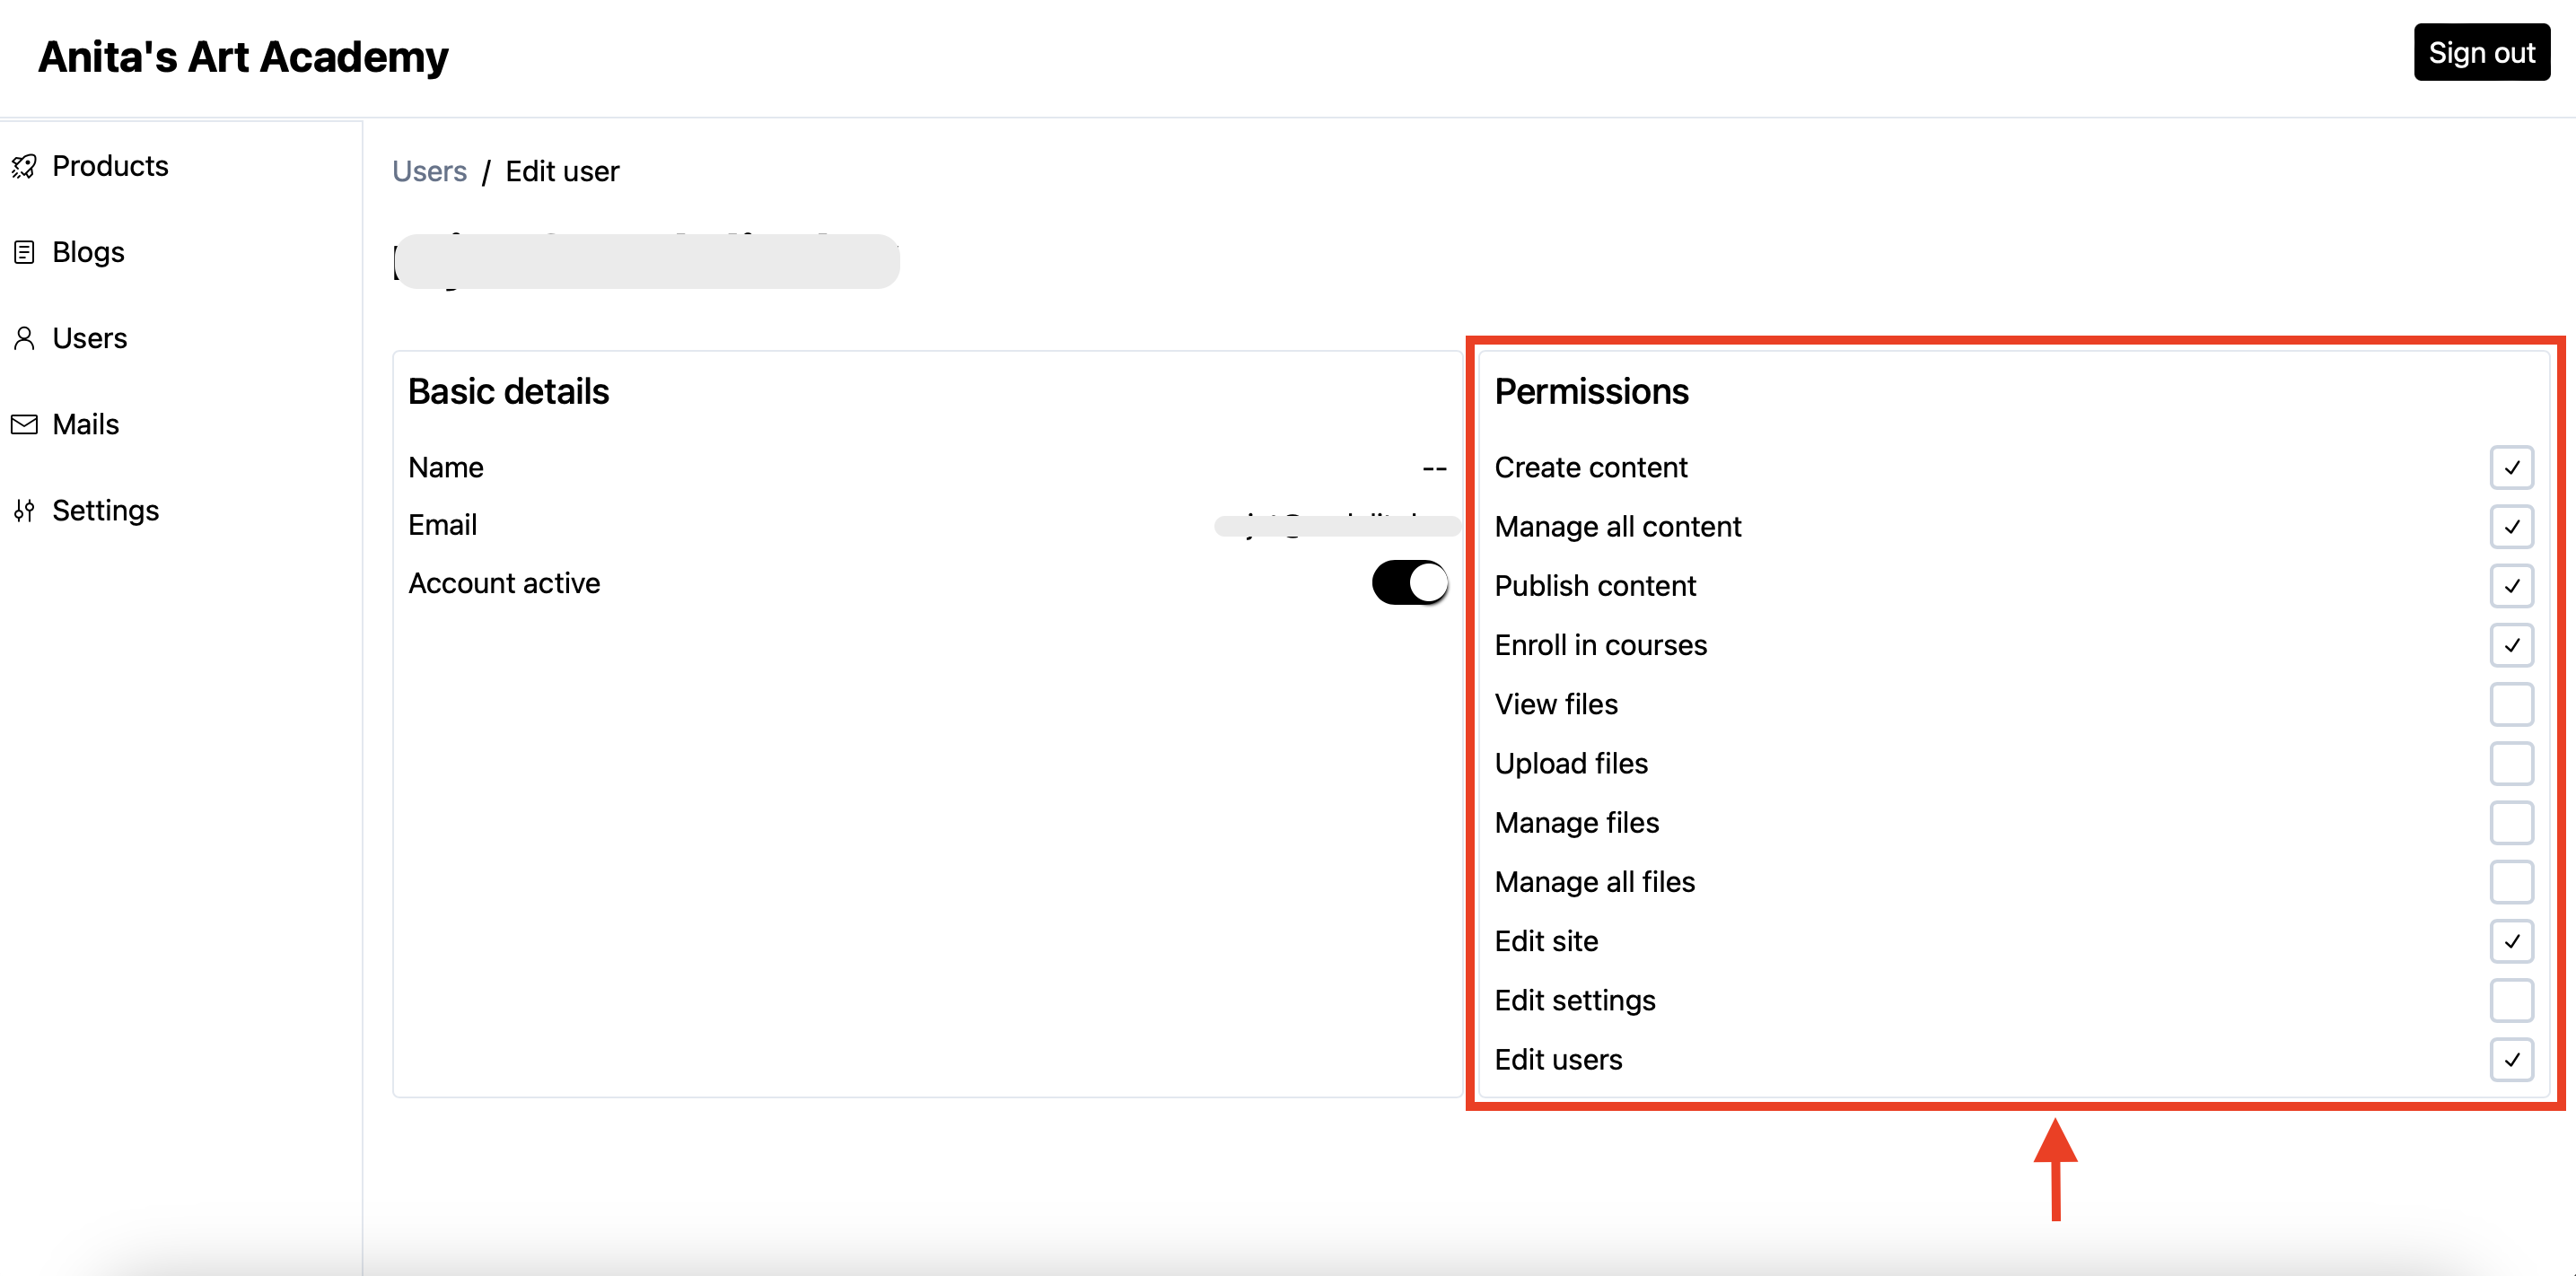 Anita's Art Academy
Sign out
Products
Blogs
Users
Mails
Settings
Users / Edit user
Basic details
Name --
Email
Account active
Permissions
Create content
Manage all content
Publish content
Enroll in courses
View files
Upload files
Manage files
Manage all files
Edit site
Edit settings
Edit users